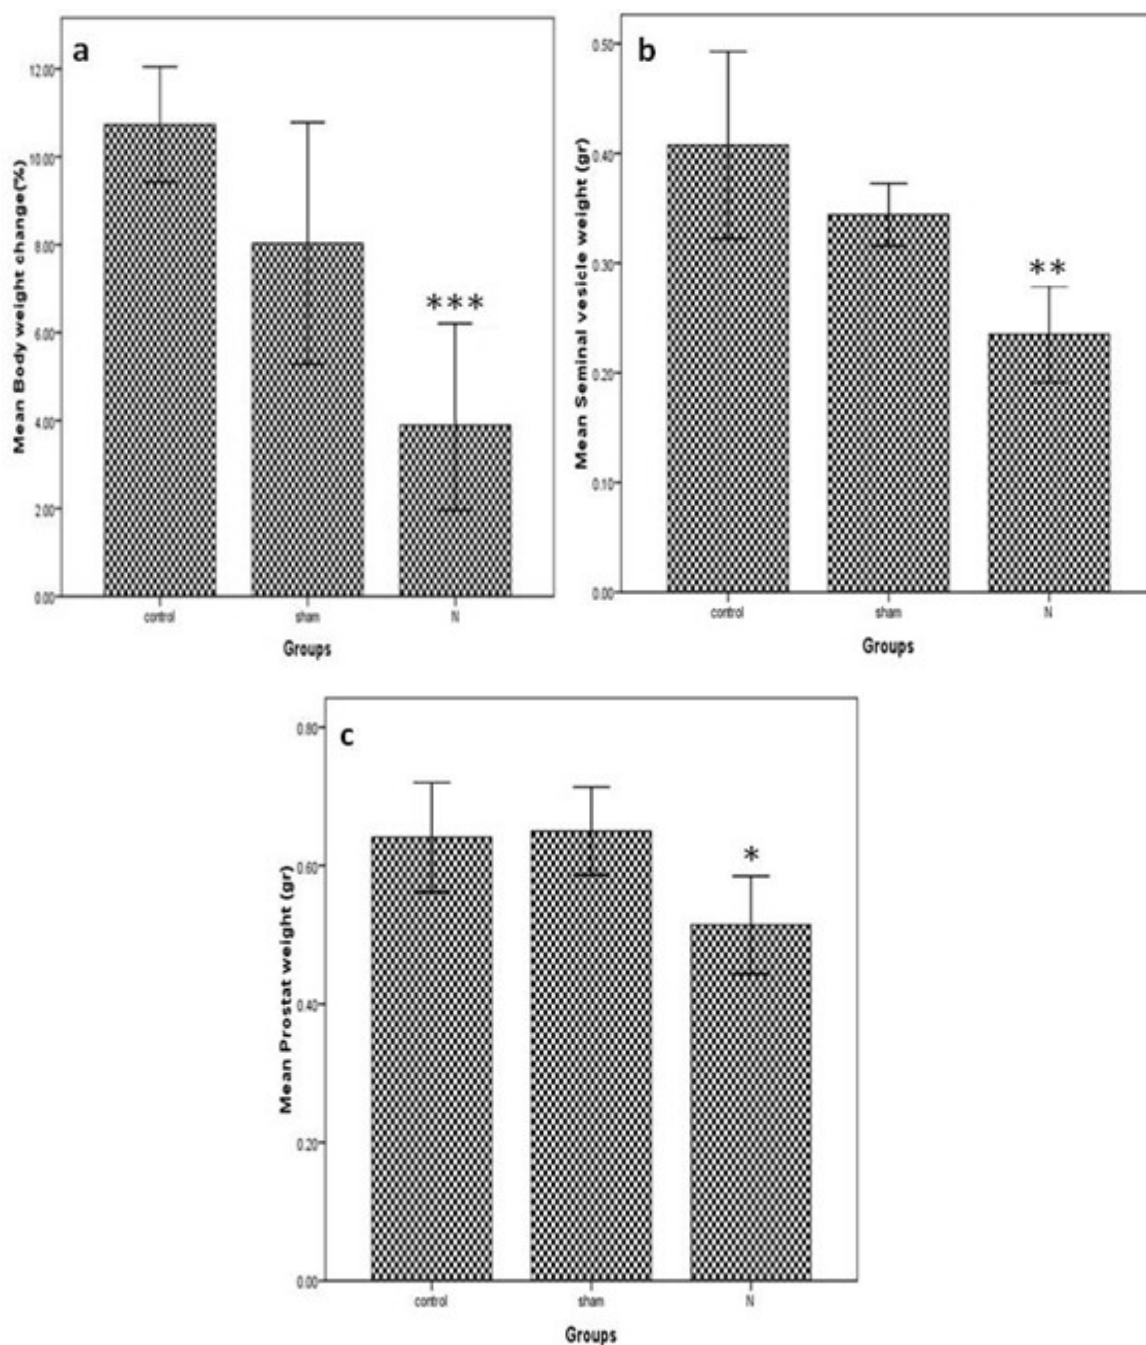 a
Mean Body weight change(%)
12.00
10.00
8.00
6.00
4.00
2.00
0.00
***
control sham N
Groups
b
Mean Seminal vesicle weight (gr)
0.50
0.40
0.30
0.20
0.10
0.00
**
control sham N
Groups
c
Mean Prostat weight (gr)
0.80
0.60
0.40
0.20
0.00
*
control sham N
Groups